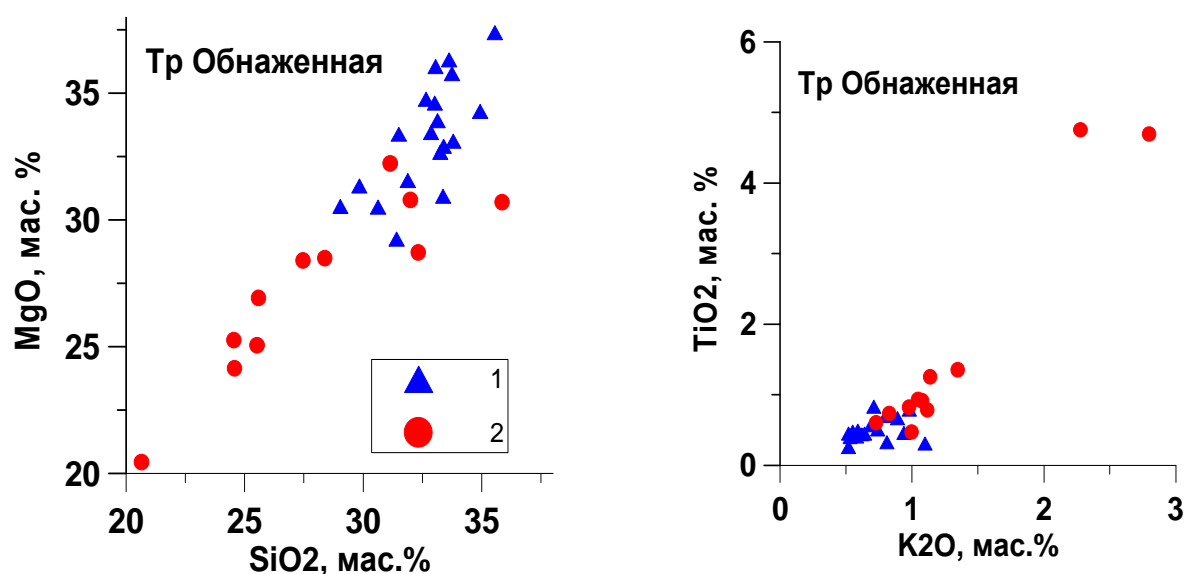 Тр Обнаженная
MgO, мас. %
35
30
25
20
20 25 30 35
SiO2, мас.%
1
2
Тр Обнаженная
TiO2, мас. %
6
4
2
0
0 1 2 3
K2O, мас.%